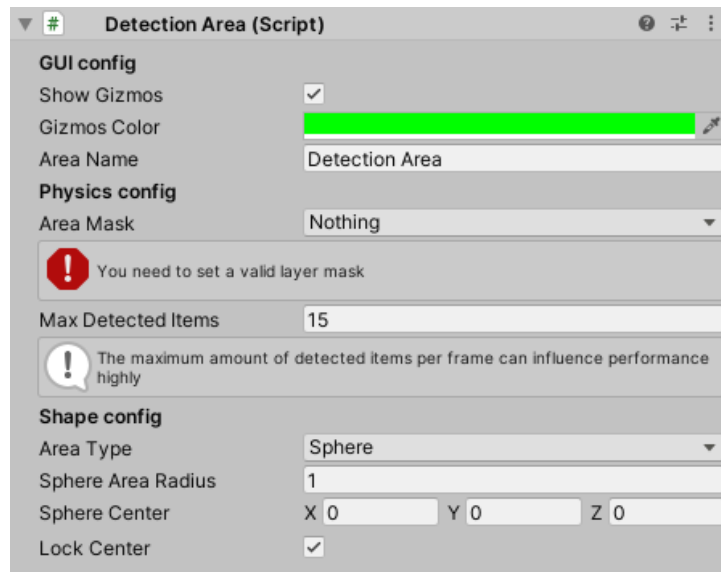 # Detection Area (Script)
GUI config
Show Gizmos
Gizmos Color
Area Name Detection Area
Physics config
Area Mask Nothing
You need to set a valid layer mask
Max Detected Items 15
The maximum amount of detected items per frame can influence performance
highly
Shape config
Area Type Sphere
Sphere Area Radius 1
Sphere Center X 0 Y 0 Z 0
Lock Center